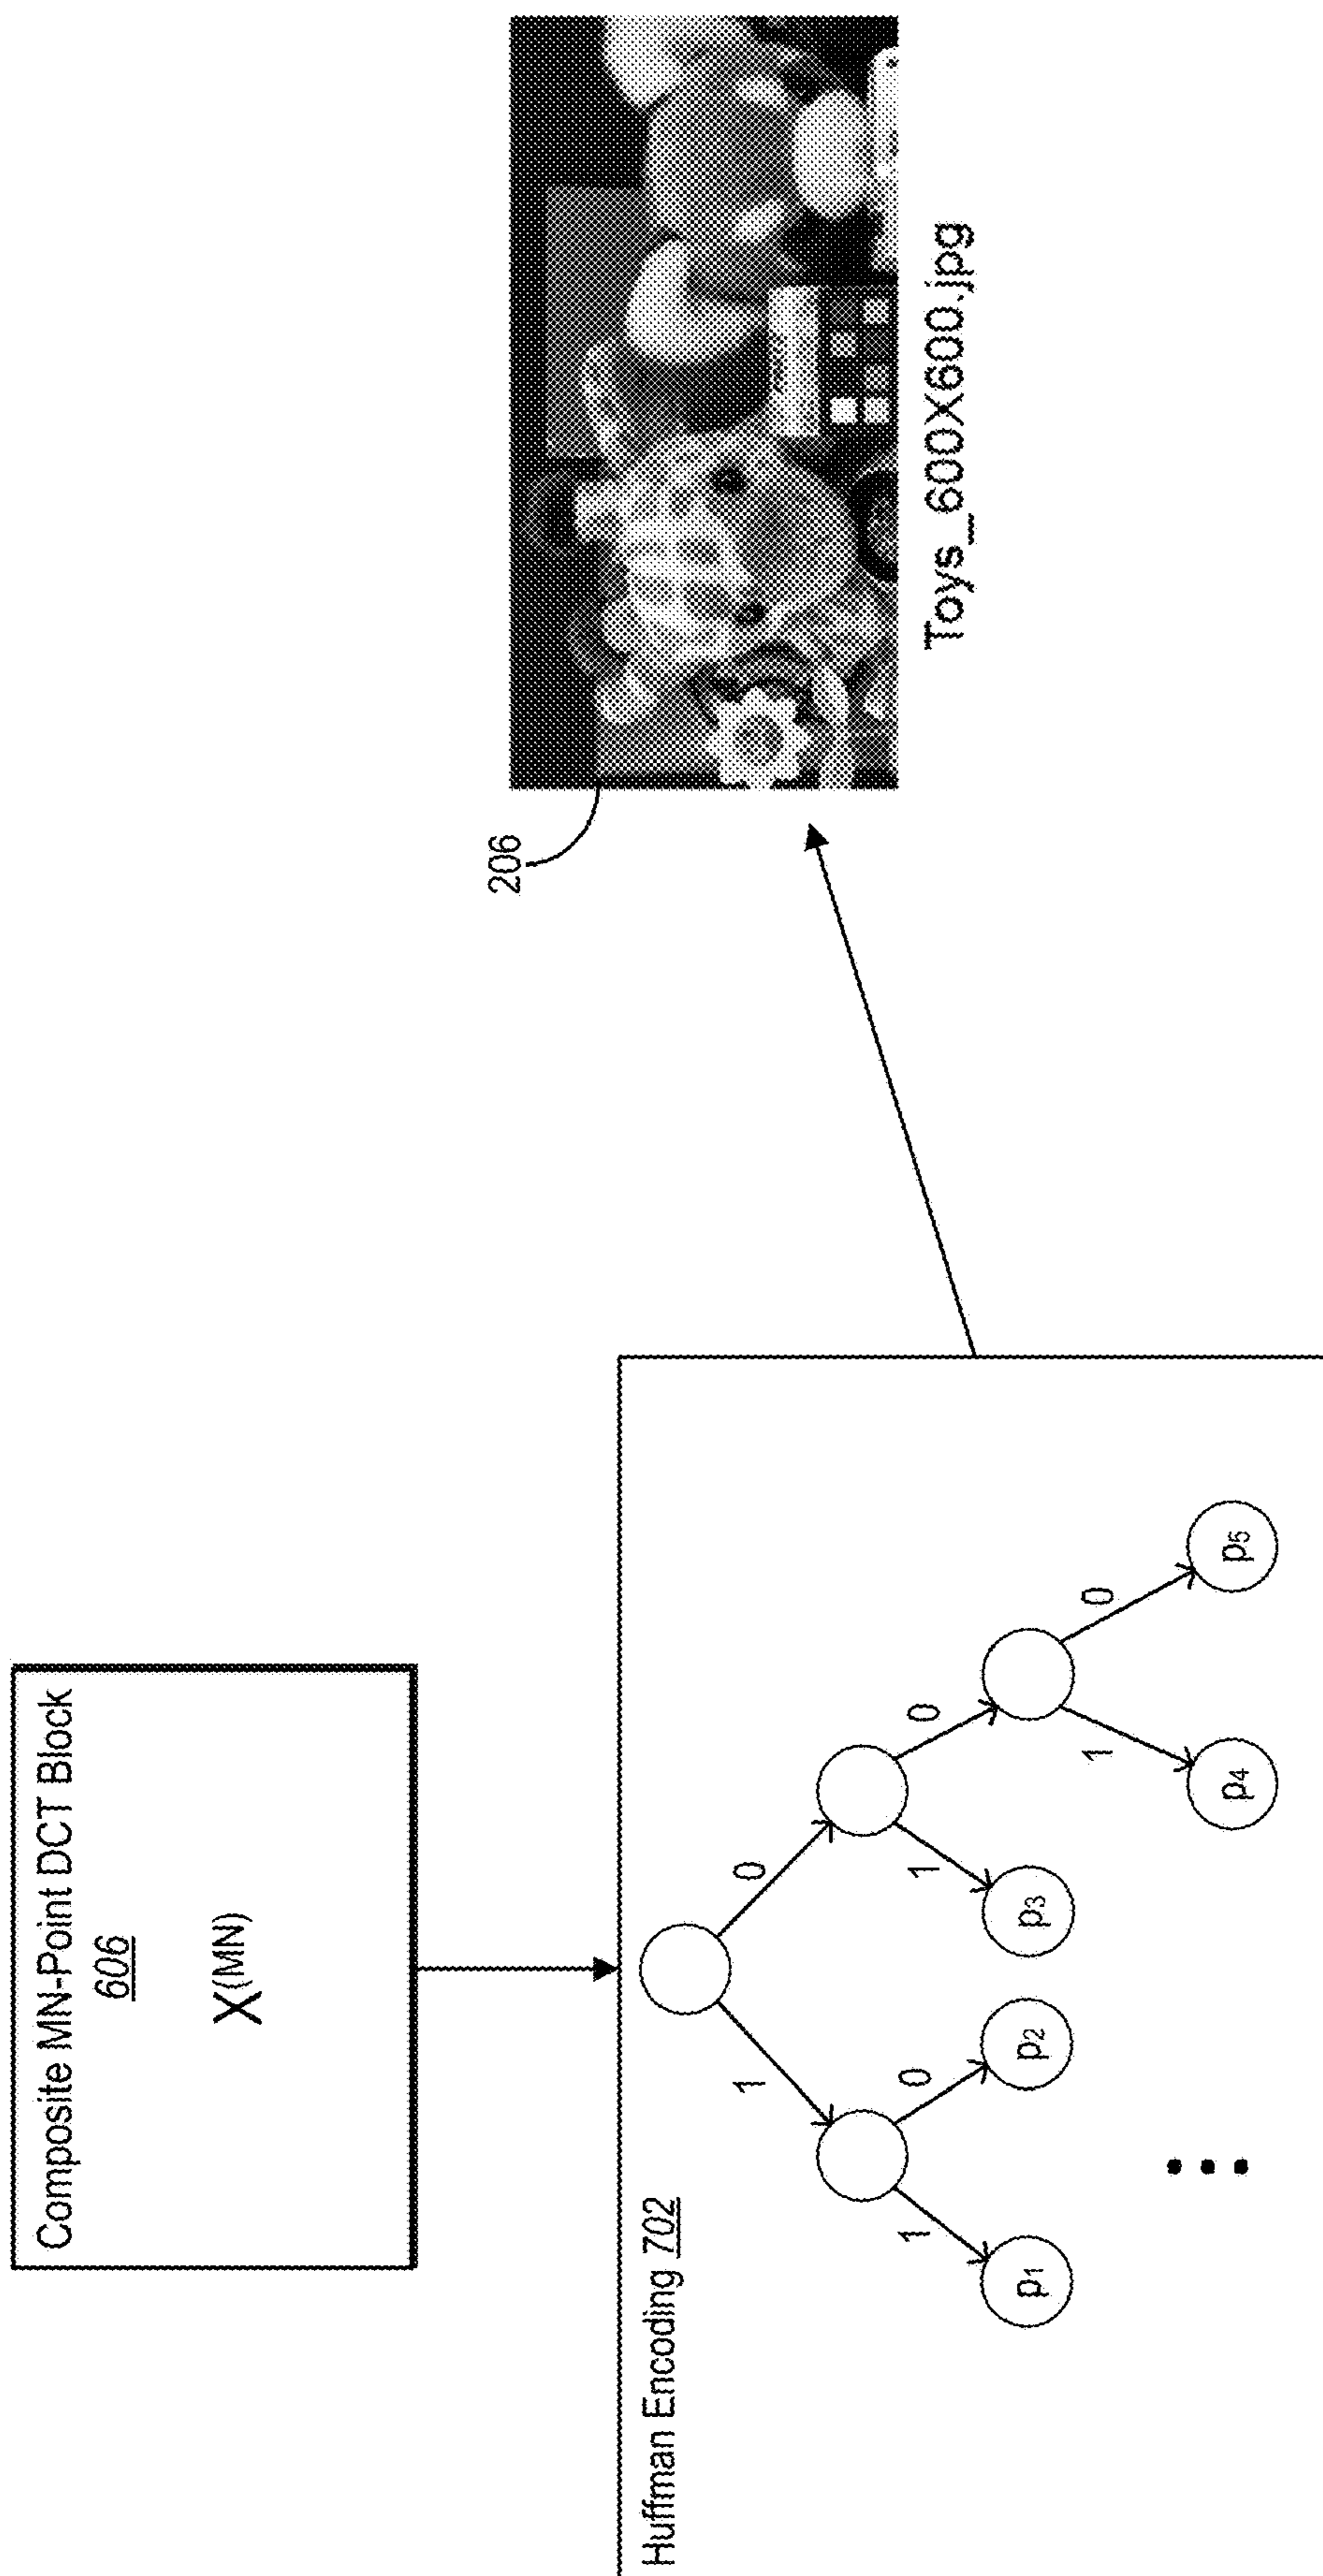 Composite MN-Point DCT Block
606
X(MN)
Huffman Encoding 702
1
0
1
0
1
0
p1
p2
p3
1
0
p4
p5
206
Toys_600X600.jpg